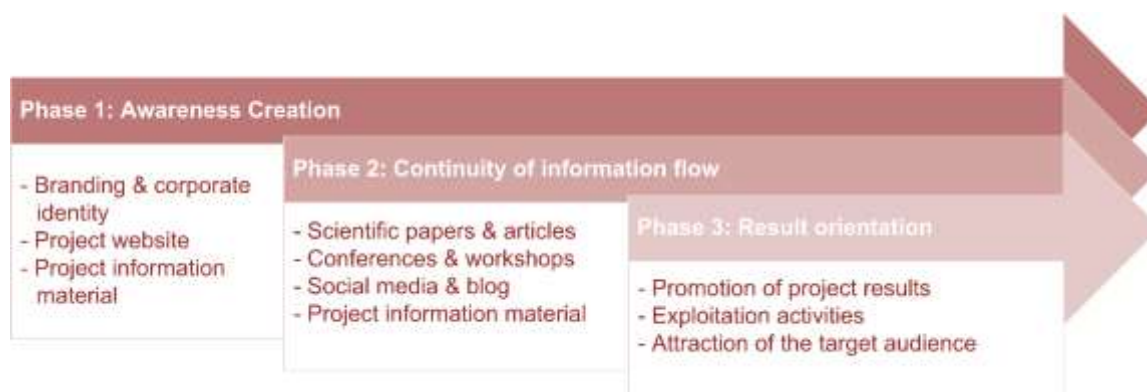 Phase 1: Awareness Creation
- Branding & corporate
identity
- Project website
- Project information
material
Phase 2: Continuity of information flow
- Scientific papers & articles
- Conferences & workshops
- Social media & blog
- Project information material
Phase 3: Result orientation
- Promotion of project results
- Exploitation activities
- Attraction of the target audience